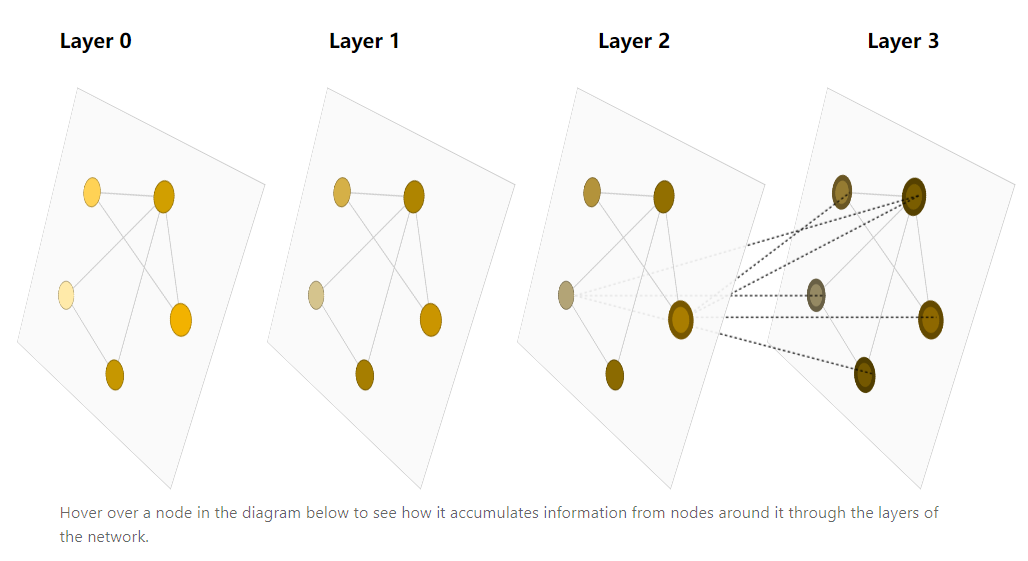 Layer 0 Layer 1 Layer 2 Layer 3
Hover over a node in the diagram below to see how it accumulates information from nodes around it through the layers of
the network.